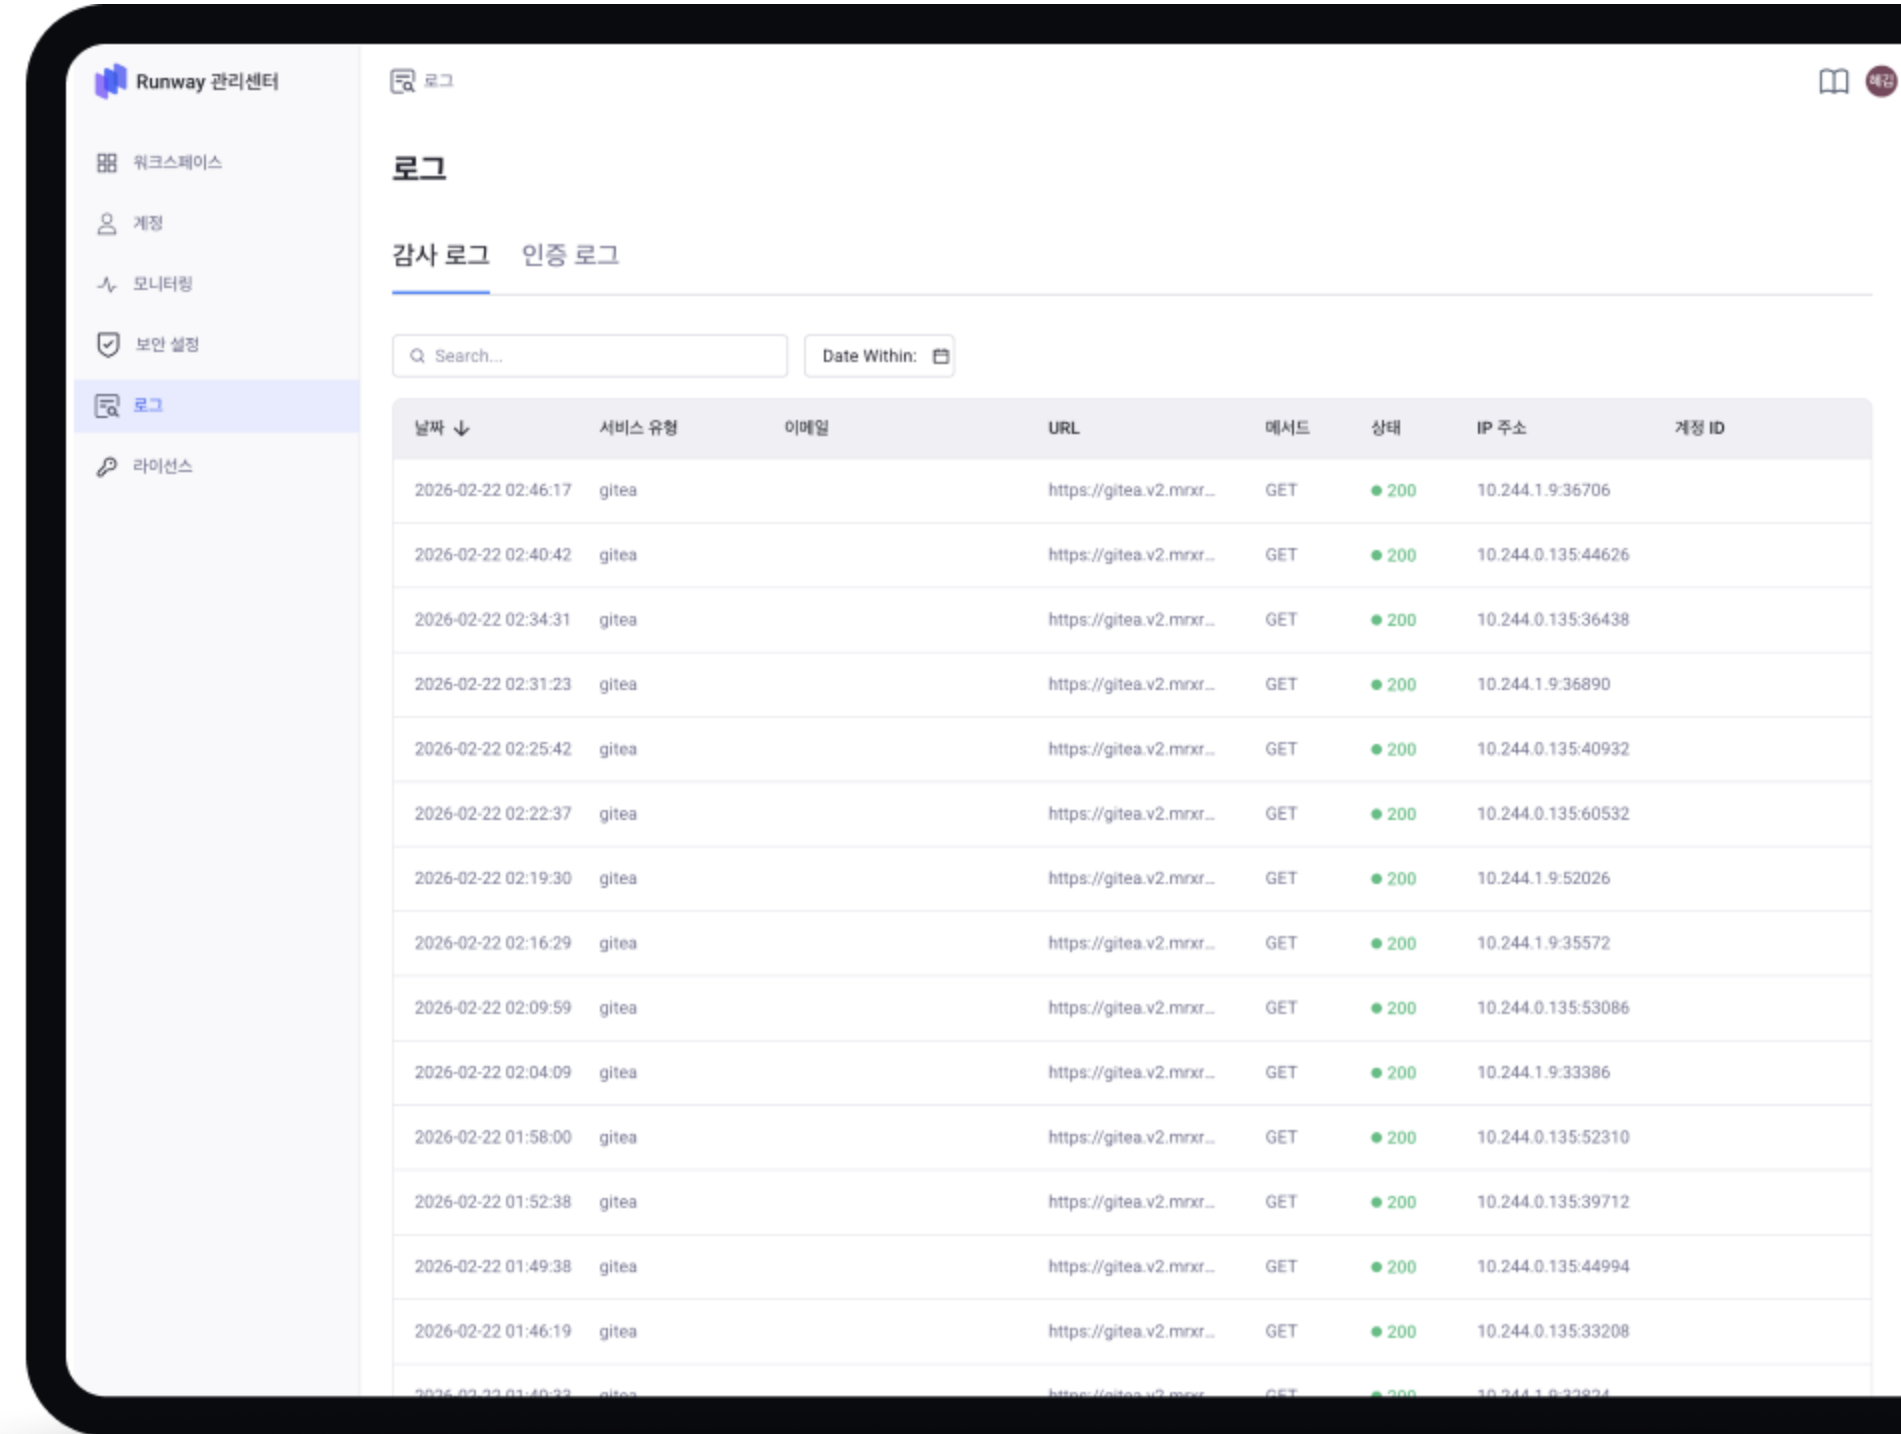 Runway 관리센터
로그
혜김
워크스페이스
계정
모니터링
보안 설정
로그
라이선스
로그
감사 로그 인증 로그
Search... Date Within:
날짜 서비스 유형 이메일 URL 메서드 상태 IP 주소 계정 ID
2026-02-22 02:46:17 gitea https://gitea.v2.mrxr... GET 200 10.244.1.9:36706
2026-02-22 02:40:42 gitea https://gitea.v2.mrxr... GET 200 10.244.0.135:44626
2026-02-22 02:34:31 gitea https://gitea.v2.mrxr... GET 200 10.244.0.135:36438
2026-02-22 02:31:23 gitea https://gitea.v2.mrxr... GET 200 10.244.1.9:36890
2026-02-22 02:25:42 gitea https://gitea.v2.mrxr... GET 200 10.244.0.135:40932
2026-02-22 02:22:37 gitea https://gitea.v2.mrxr... GET 200 10.244.0.135:60532
2026-02-22 02:19:30 gitea https://gitea.v2.mrxr... GET 200 10.244.1.9:52026
2026-02-22 02:16:29 gitea https://gitea.v2.mrxr... GET 200 10.244.1.9:35572
2026-02-22 02:09:59 gitea https://gitea.v2.mrxr... GET 200 10.244.0.135:53086
2026-02-22 02:04:09 gitea https://gitea.v2.mrxr... GET 200 10.244.1.9:33386
2026-02-22 01:58:00 gitea https://gitea.v2.mrxr... GET 200 10.244.0.135:52310
2026-02-22 01:52:38 gitea https://gitea.v2.mrxr... GET 200 10.244.0.135:39712
2026-02-22 01:49:38 gitea https://gitea.v2.mrxr... GET 200 10.244.0.135:44994
2026-02-22 01:46:19 gitea https://gitea.v2.mrxr... GET 200 10.244.0.135:33208